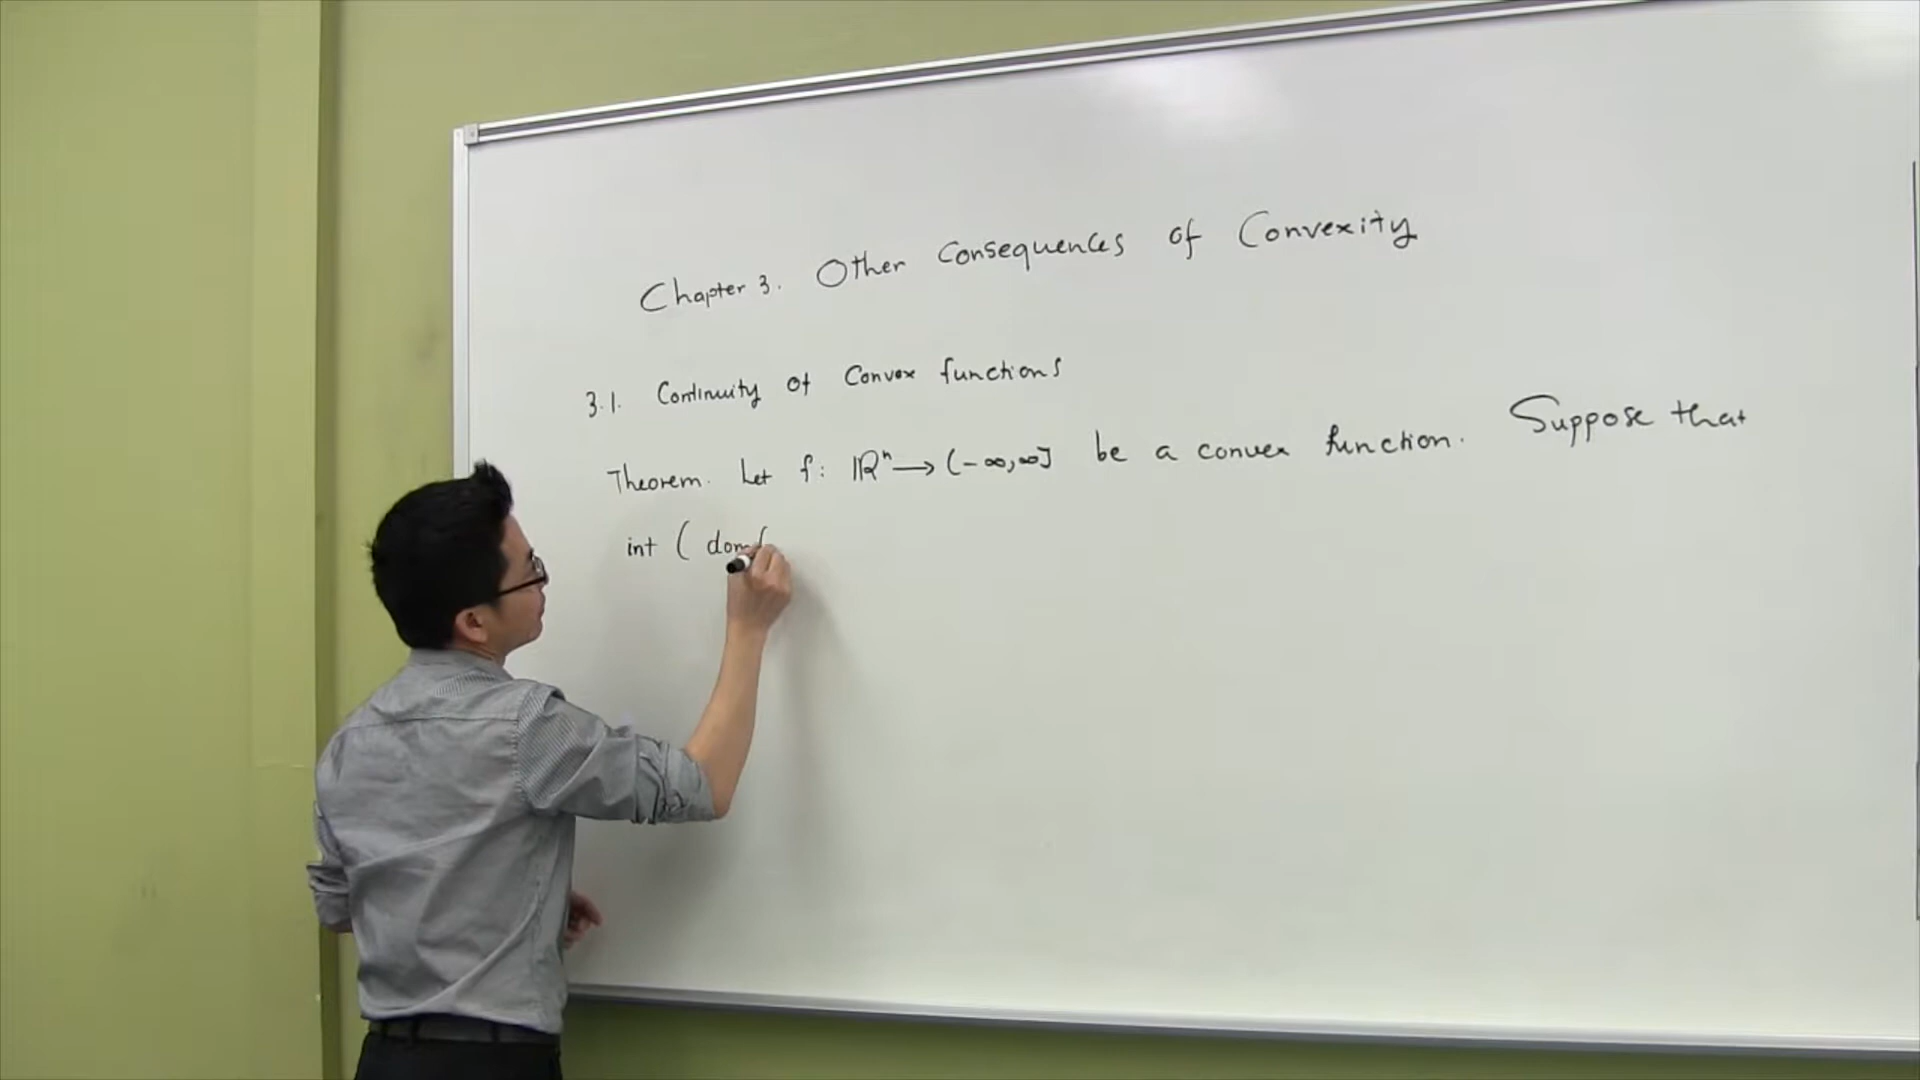 Chapter 3. Other Consequences of Convexity
3.1. Continuity of Convex functions
Theorem. Let f: ℝⁿ → (-∞,∞] be a convex function. Suppose that
int ( dom